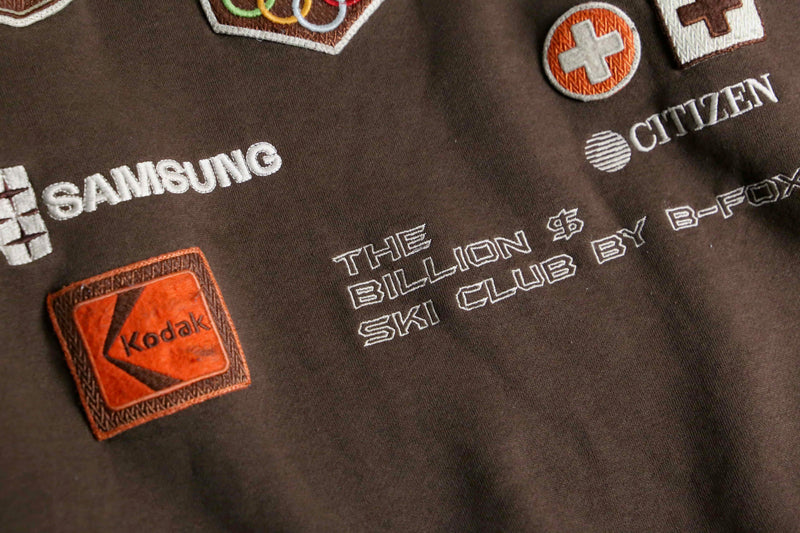 CITIZEN
SAMSUNG
THE
BILLION $
SKI CLUB BY B-FOX
Kodak